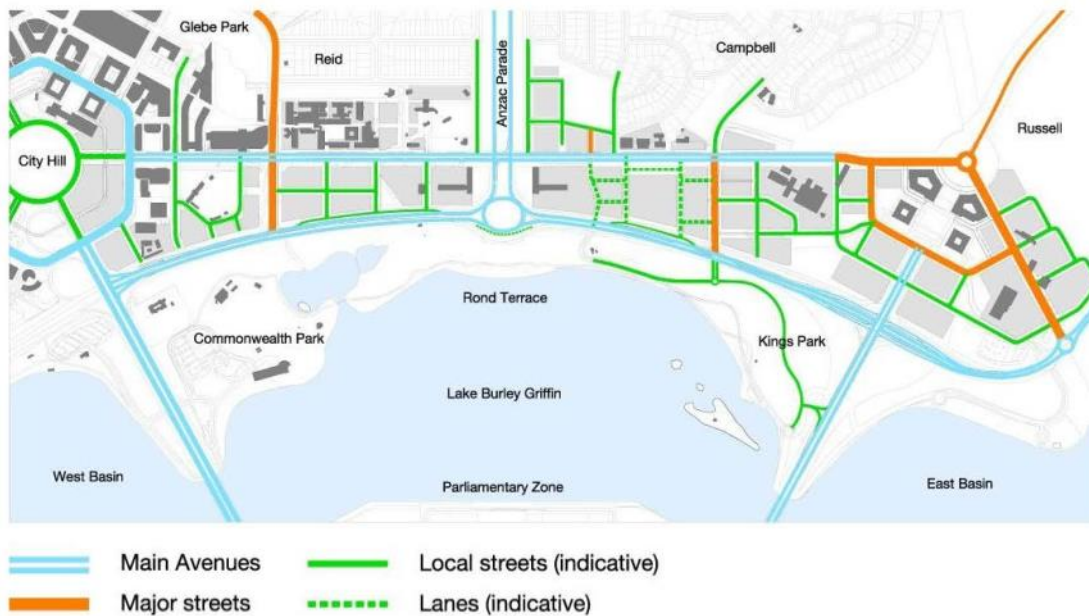 Glebe Park
Reid
Anzac Parade
Campbell
Russell
City Hill
Rond Terrace
Commonwealth Park
Kings Park
Lake Burley Griffin
West Basin
Parliamentary Zone
East Basin
Main Avenues
Local streets (indicative)
Major streets
Lanes (indicative)